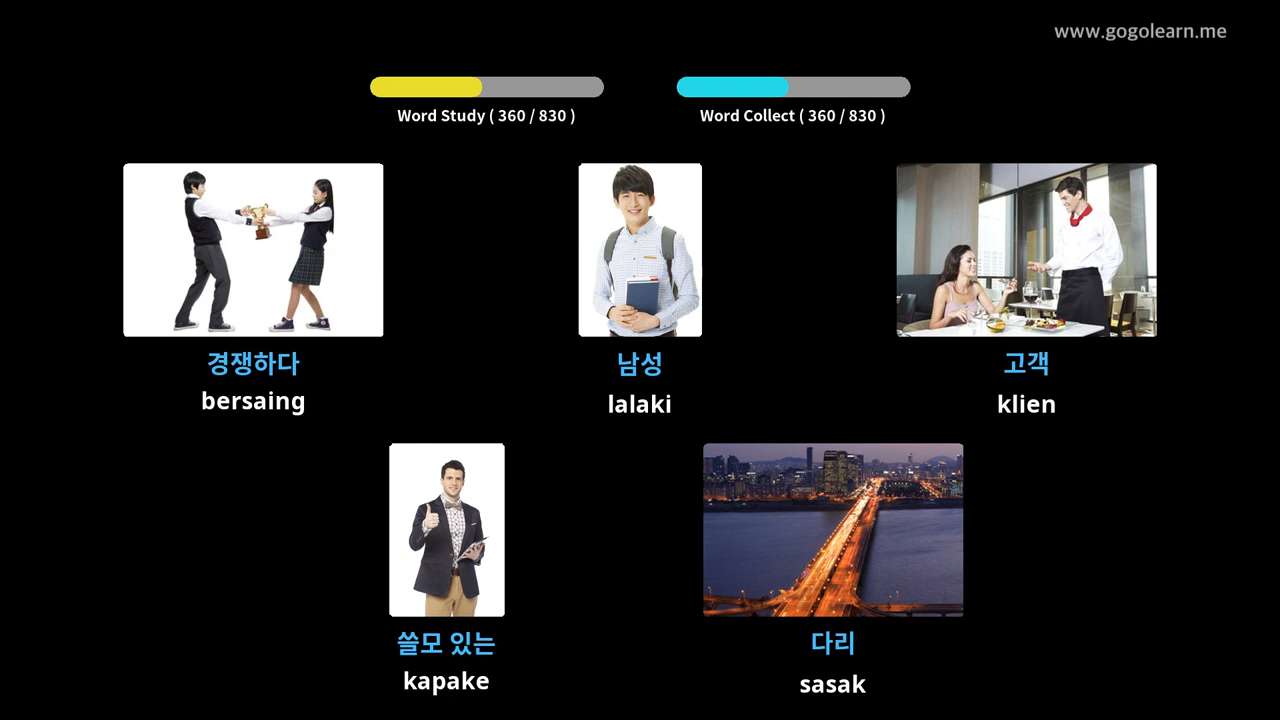 www.gogolearn.me
Word Study ( 360 / 830 )
Word Collect ( 360 / 830 )
경쟁하다
bersaing
남성
lalaki
고객
klien
쓸모 있는
kapake
다리
sasak